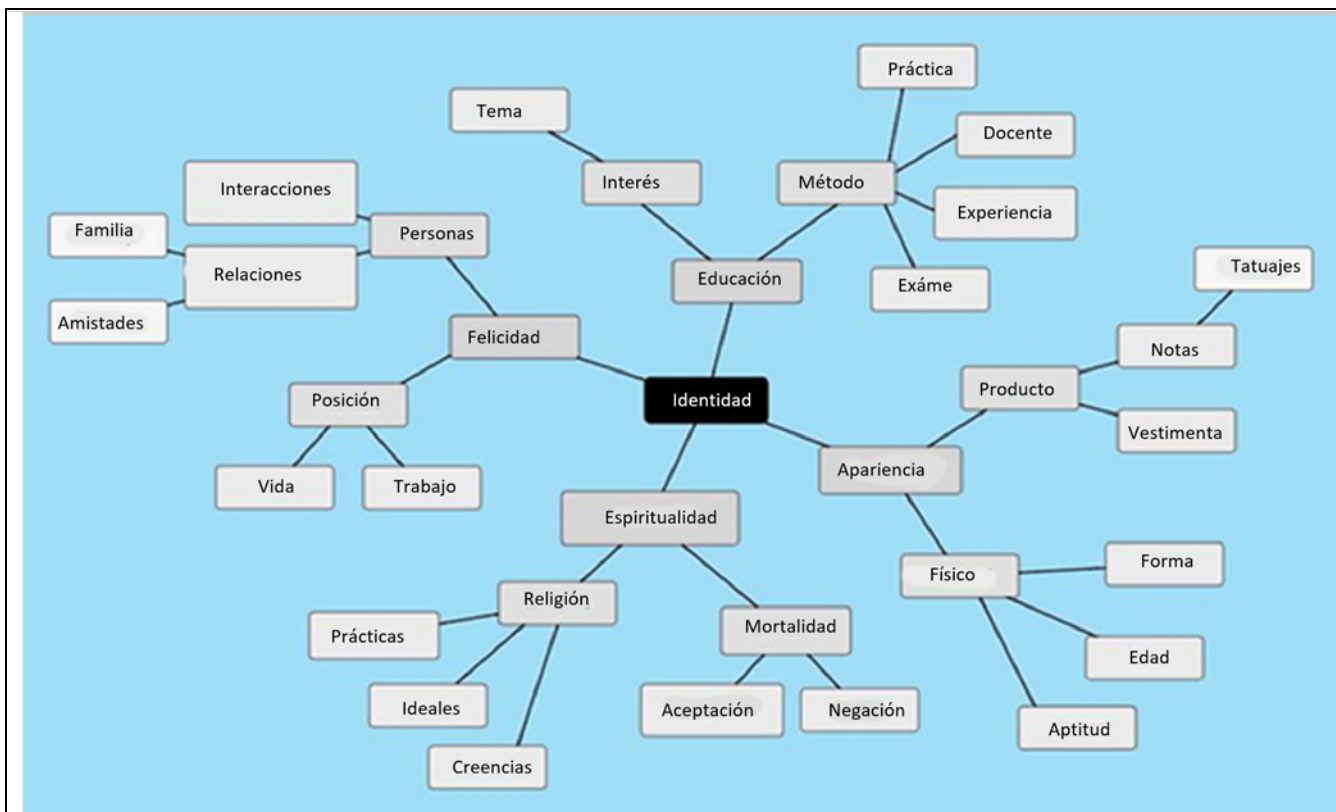 Práctica
Tema
Docente
Interés
Método
Interacciones
Experiencia
Familia
Personas
Relaciones
Educación
Exáme
Tatuajes
Amistades
Felicidad
Notas
Posición
Identidad
Producto
Vestimenta
Vida
Trabajo
Apariencia
Espiritualidad
Físico
Forma
Religión
Mortalidad
Prácticas
Edad
Ideales
Aceptación
Negación
Aptitud
Creencias